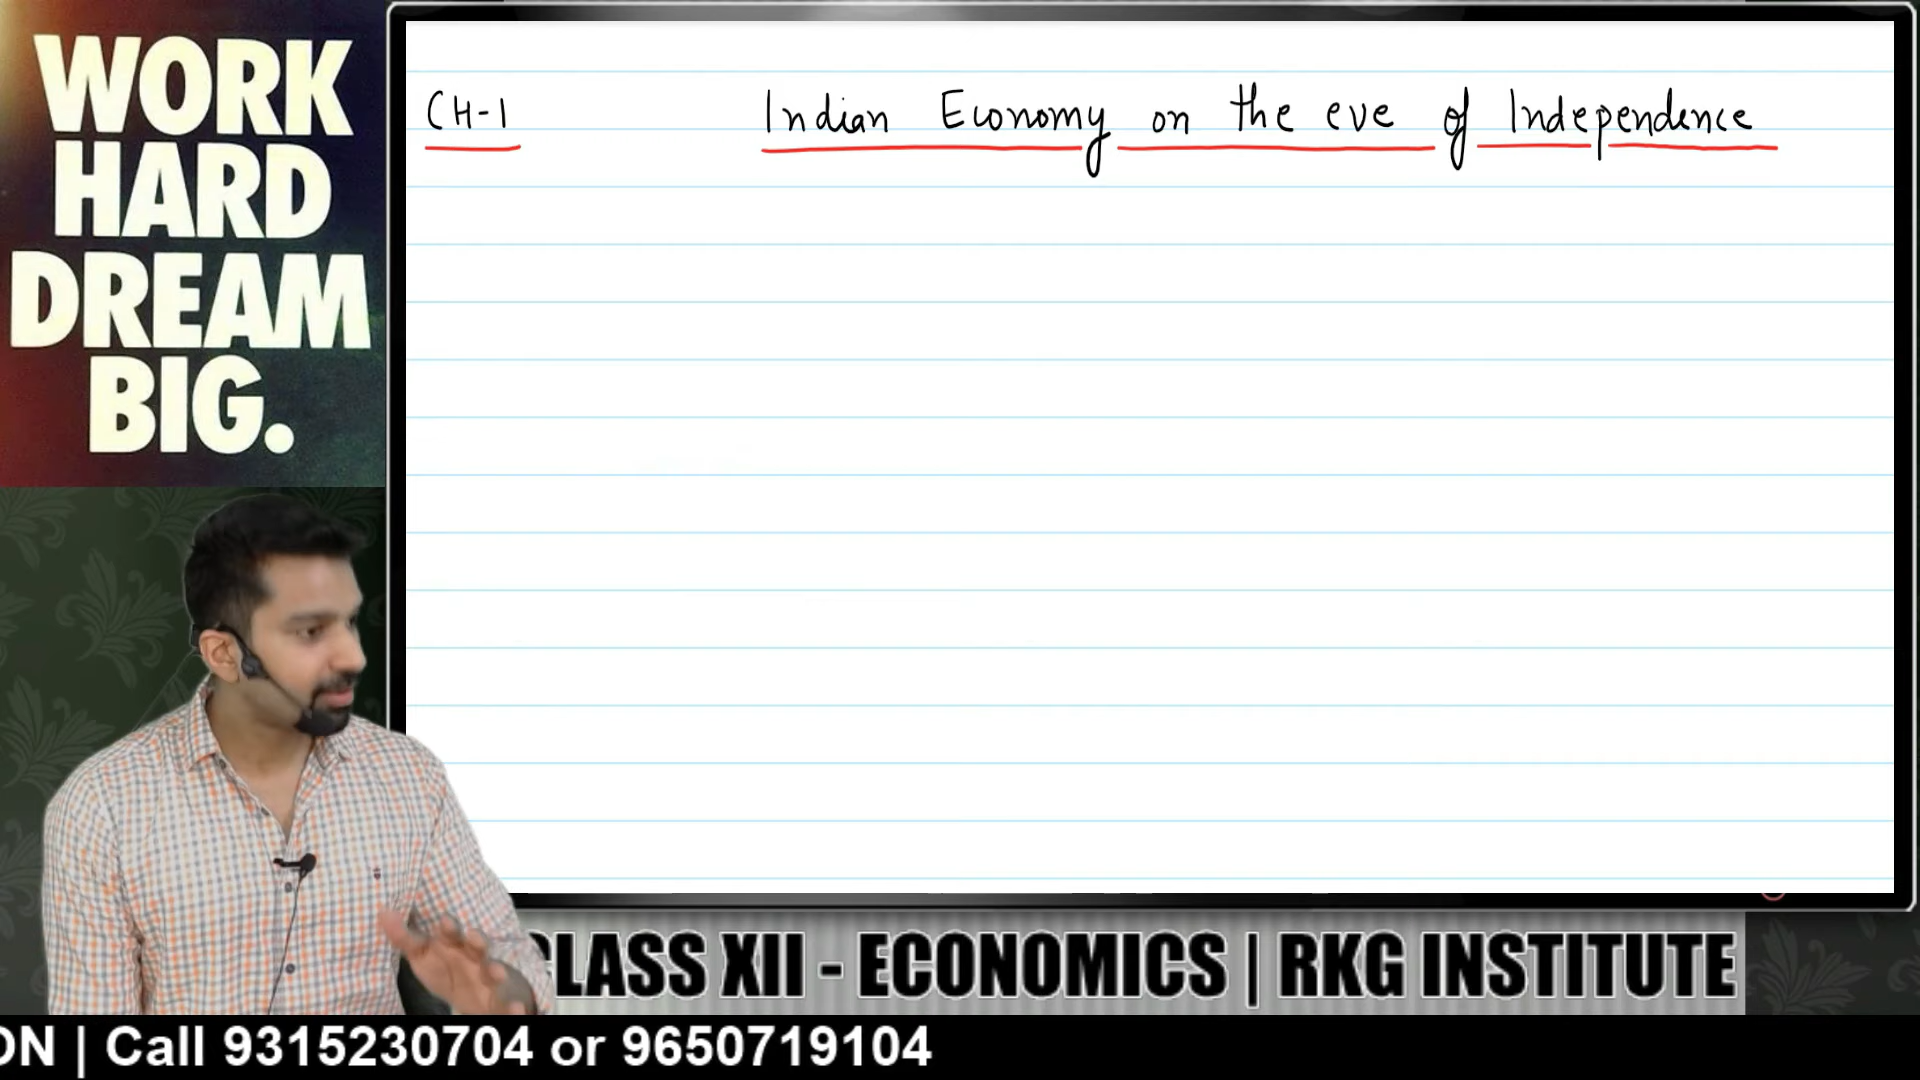 WORK
HARD
DREAM
BIG.
CH-1 Indian Economy on the eve of Independence
CLASS XII - ECONOMICS | RKG INSTITUTE
ON | Call 9315230704 or 9650719104